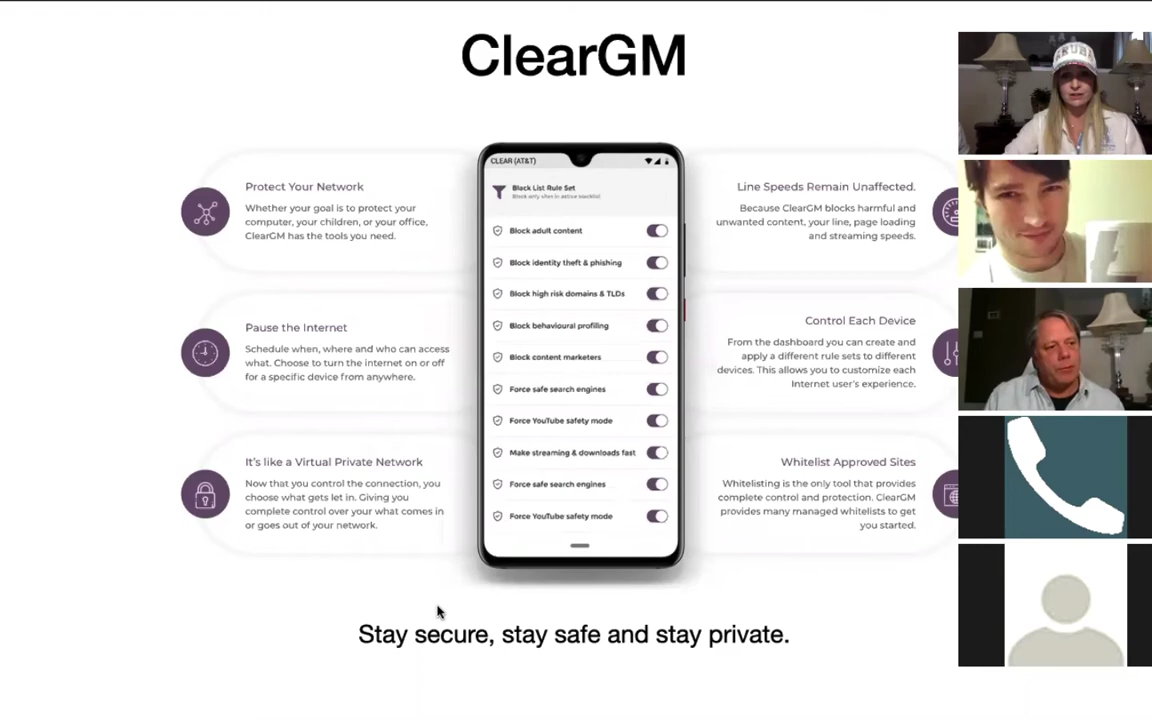 ClearGM
Protect Your Network
Whether your goal is to protect your
computer, your children, or your office,
ClearGM has the tools you need.
Pause the Internet
Schedule when, where and who can access
what. Choose to turn the internet on or off
for a specific device from anywhere.
It's like a Virtual Private Network
Now that you control the connection, you
choose what gets let in. Giving you
complete control over your what comes in
or goes out of your network.
CLEAR (AT&T)
Black List Rule Set
Block only sites in active blacklist
Block adult content
Block identity theft & phishing
Block high risk domains & TLDs
Block behavioural profiling
Block content marketers
Force safe search engines
Force YouTube safety mode
Make streaming & downloads fast
Force safe search engines
Force YouTube safety mode
Line Speeds Remain Unaffected.
Because ClearGM blocks harmful and
unwanted content, your line, page loading
and streaming speeds.
Control Each Device
From the dashboard you can create and
apply a different rule sets to different
devices. This allows you to customize each
Internet user's experience.
Whitelist Approved Sites
Whitelisting is the only tool that provides
complete control and protection. ClearGM
provides many managed whitelists to get
you started.
Stay secure, stay safe and stay private.